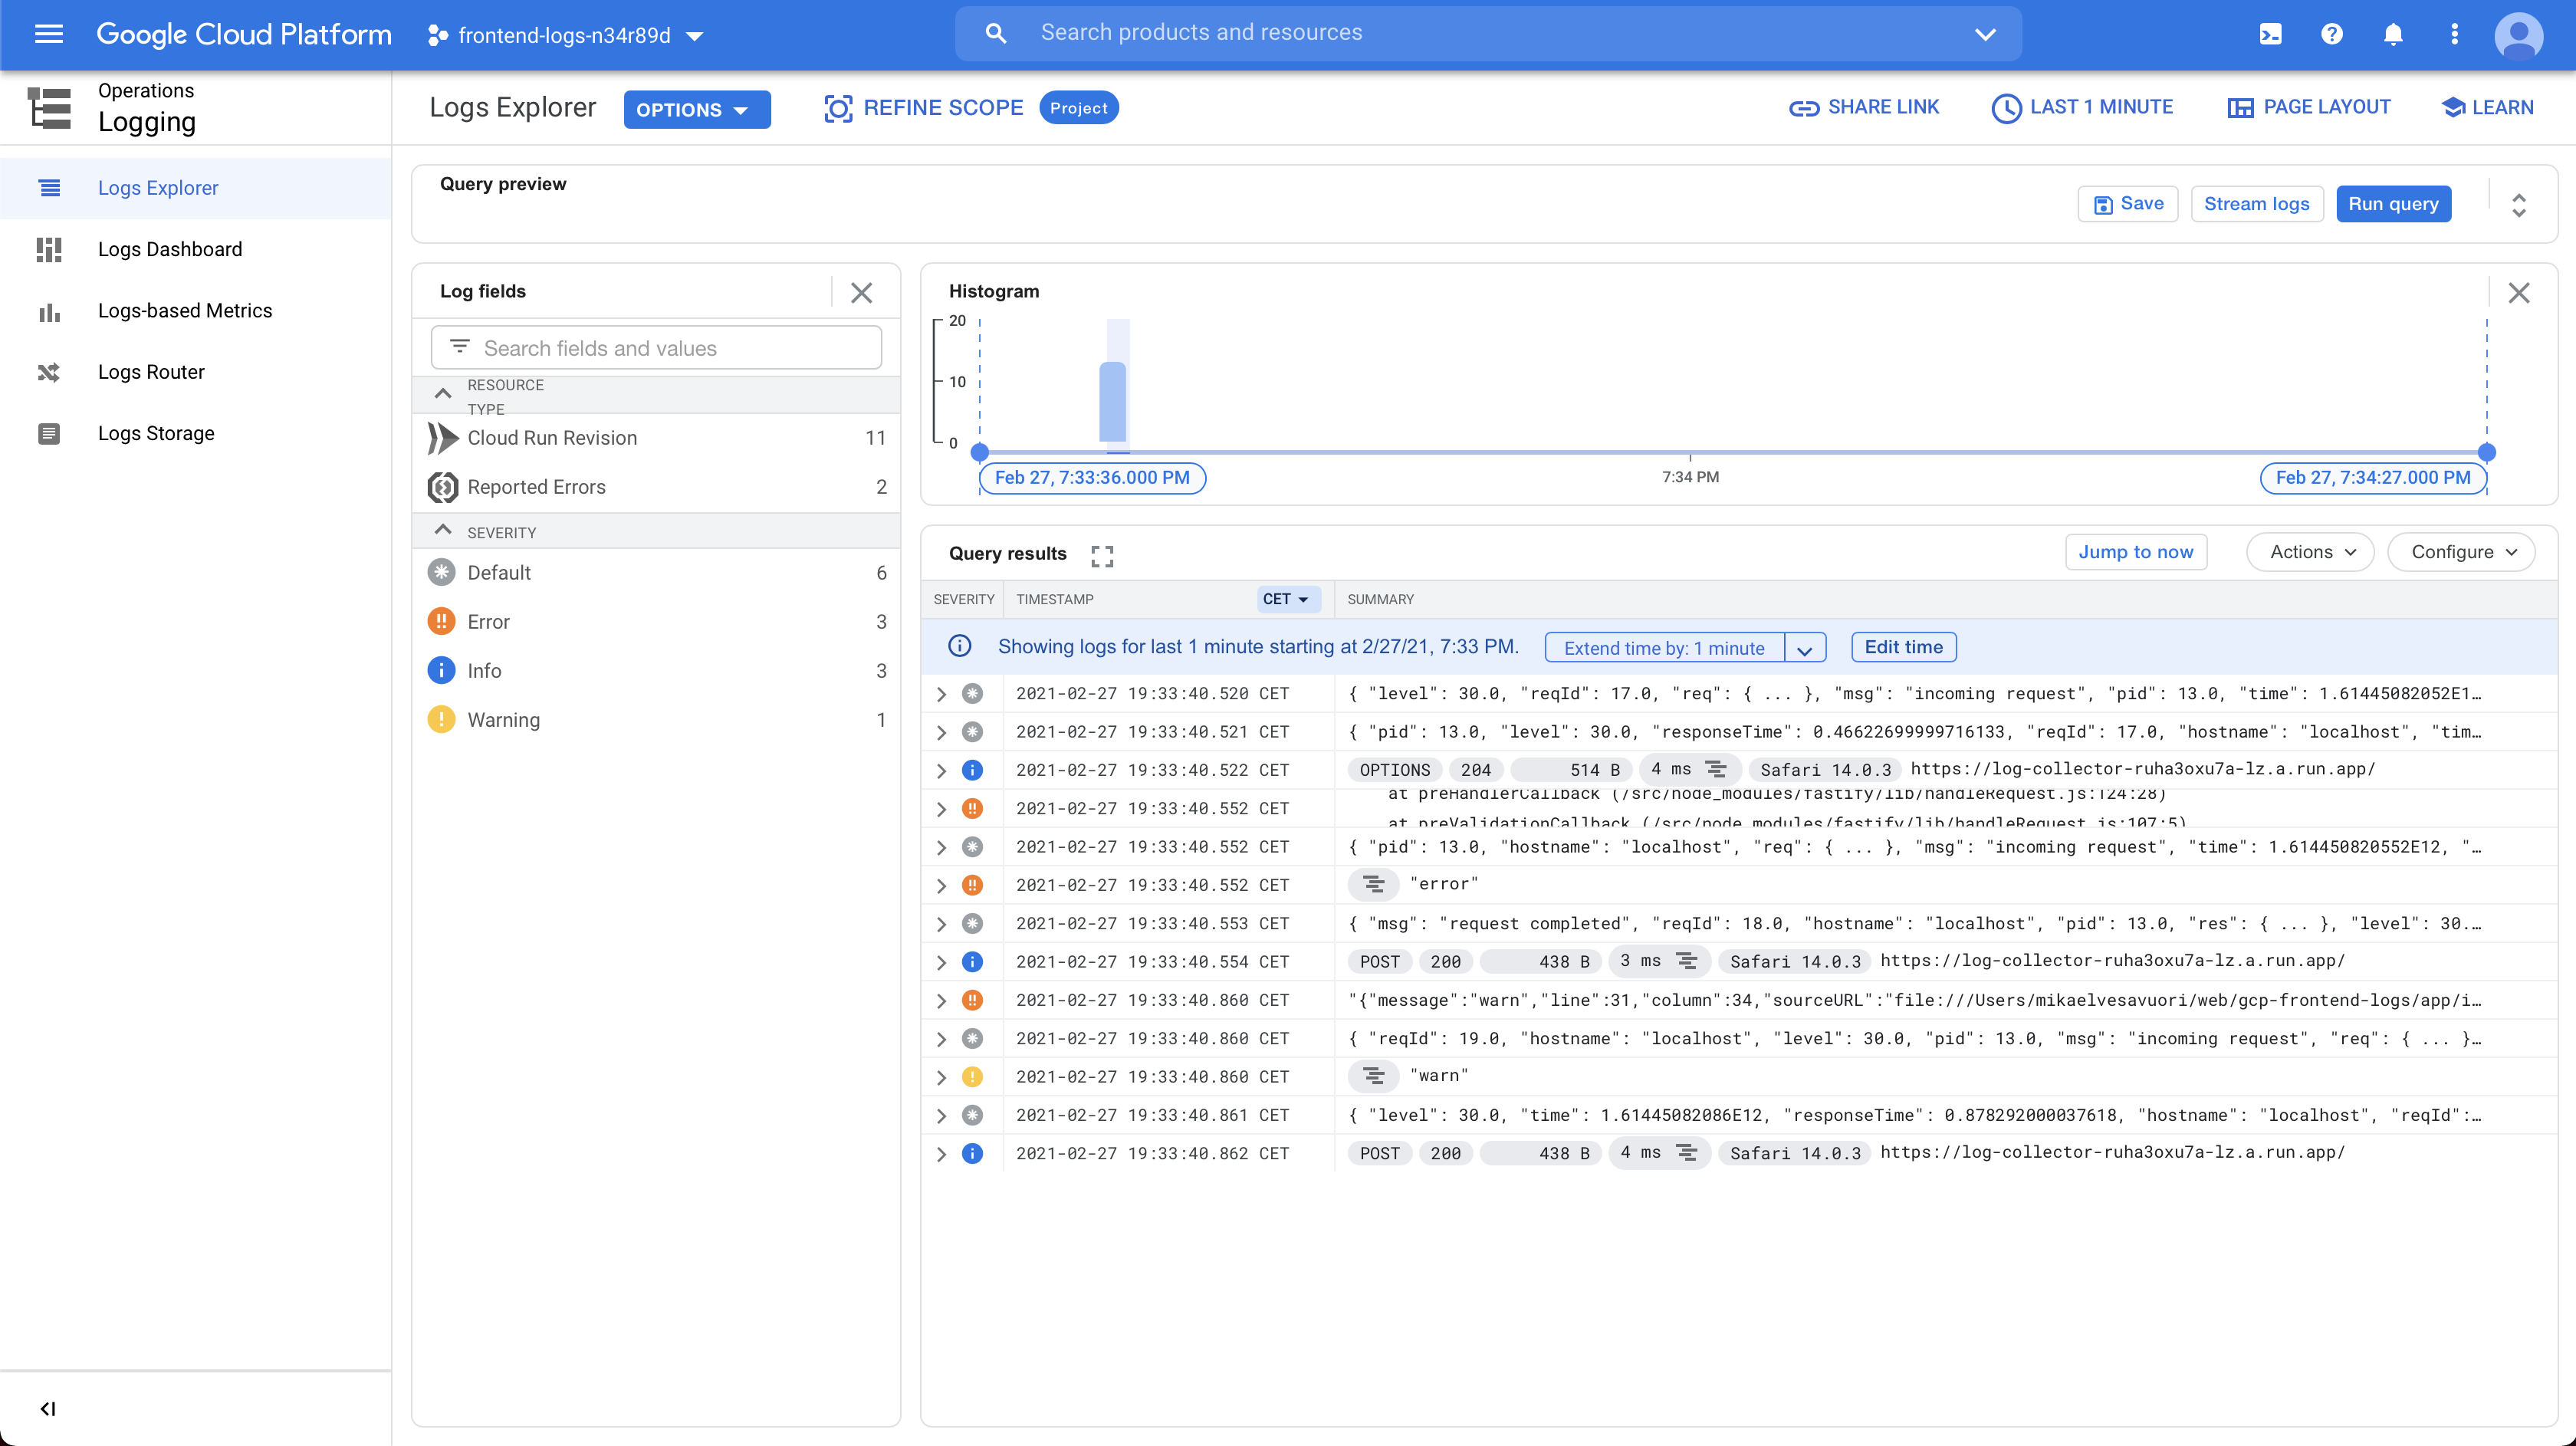 Google Cloud Platform
frontend-logs-n34r89d
Search products and resources
Operations
Logging
Logs Explorer
OPTIONS
REFINE SCOPE
Project
SHARE LINK
LAST 1 MINUTE
PAGE LAYOUT
LEARN
Logs Explorer
Logs Dashboard
Logs-based Metrics
Logs Router
Logs Storage
Query preview
Save
Stream logs
Run query
Log fields
Search fields and values
RESOURCE
TYPE
Cloud Run Revision 11
Reported Errors 2
SEVERITY
Default 6
Error 3
Info 3
Warning 1
Histogram
20
10
0
Feb 27, 7:33:36.000 PM
7:34 PM
Feb 27, 7:34:27.000 PM
Query results
Jump to now
Actions
Configure
SEVERITY TIMESTAMP CET SUMMARY
Showing logs for last 1 minute starting at 2/27/21, 7:33 PM. Extend time by: 1 minute Edit time
2021-02-27 19:33:40.520 CET { "level": 30.0, "reqId": 17.0, "req": { ... }, "msg": "incoming request", "pid": 13.0, "time": 1.61445082052E1…
2021-02-27 19:33:40.521 CET { "pid": 13.0, "level": 30.0, "responseTime": 0.46622699999716133, "reqId": 17.0, "hostname": "localhost", "tim…
2021-02-27 19:33:40.522 CET OPTIONS 204 514 B 4 ms Safari 14.0.3 https://log-collector-ruha3oxu7a-lz.a.run.app/
2021-02-27 19:33:40.552 CET at preHandlerCallback (/src/node_modules/fastify/lib/handleRequest.js:124:28)
at preValidationCallback (/src/node_modules/fastify/lib/handleRequest.js:107:5)
2021-02-27 19:33:40.552 CET { "pid": 13.0, "hostname": "localhost", "req": { ... }, "msg": "incoming request", "time": 1.614450820552E12, "…
2021-02-27 19:33:40.552 CET "error"
2021-02-27 19:33:40.553 CET { "msg": "request completed", "reqId": 18.0, "hostname": "localhost", "pid": 13.0, "res": { ... }, "level": 30.…
2021-02-27 19:33:40.554 CET POST 200 438 B 3 ms Safari 14.0.3 https://log-collector-ruha3oxu7a-lz.a.run.app/
2021-02-27 19:33:40.860 CET "{"message":"warn","line":31,"column":34,"sourceURL":"file:///Users/mikaelvesavuori/web/gcp-frontend-logs/app/i…
2021-02-27 19:33:40.860 CET { "reqId": 19.0, "hostname": "localhost", "level": 30.0, "pid": 13.0, "msg": "incoming request", "req": { ... }…
2021-02-27 19:33:40.860 CET "warn"
2021-02-27 19:33:40.861 CET { "level": 30.0, "time": 1.61445082086E12, "responseTime": 0.878292000037618, "hostname": "localhost", "reqId":…
2021-02-27 19:33:40.862 CET POST 200 438 B 4 ms Safari 14.0.3 https://log-collector-ruha3oxu7a-lz.a.run.app/